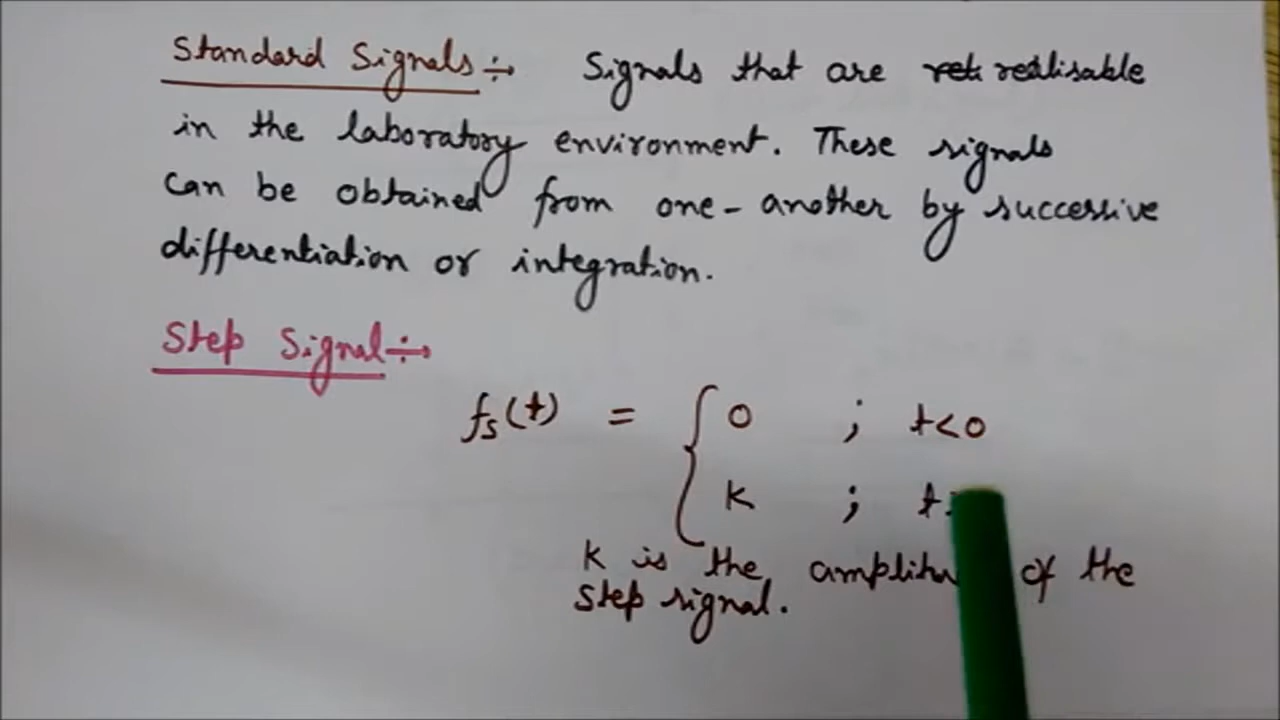 Standard Signals :- Signals that are rek realisable
in the laboratory environment. These signals
can be obtained from one-another by successive
differentiation or integration.
Step Signal :-
fs(t) = { 0 ; t<0
K ; t
K is the of the
step signal.